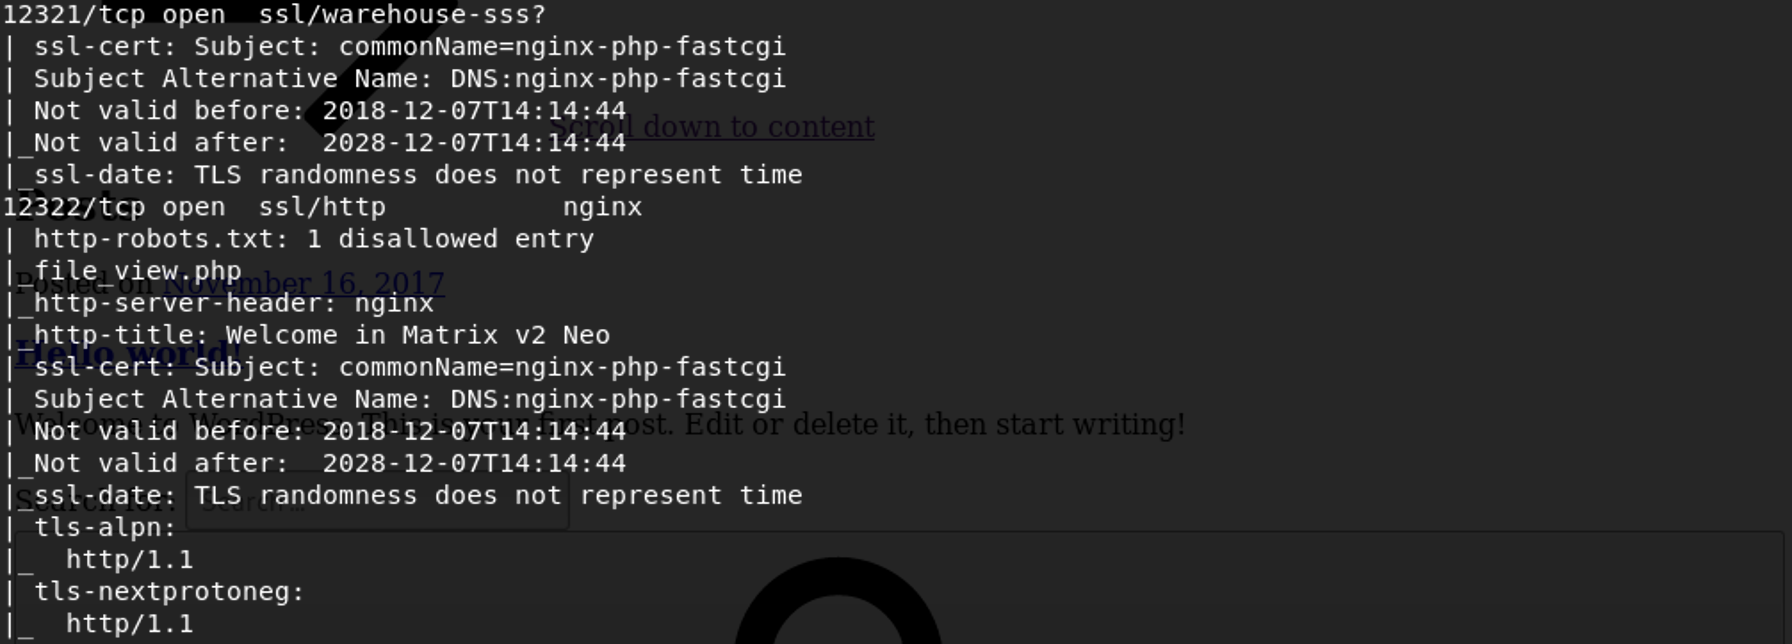 12321/tcp open  ssl/warehouse-sss?
| ssl-cert: Subject: commonName=nginx-php-fastcgi
| Subject Alternative Name: DNS:nginx-php-fastcgi
| Not valid before: 2018-12-07T14:14:44
|_Not valid after:  2028-12-07T14:14:44
Scroll down to content
|_ssl-date: TLS randomness does not represent time
Posts
12322/tcp open  ssl/http           nginx
| http-robots.txt: 1 disallowed entry
|_file_view.php
Posted on November 16, 2017
|_http-server-header: nginx
|_http-title: Welcome in Matrix v2 Neo
Hello world!
| ssl-cert: Subject: commonName=nginx-php-fastcgi
| Subject Alternative Name: DNS:nginx-php-fastcgi
Welcome to WordPress. This is your first post. Edit or delete it, then start writing!
| Not valid before: 2018-12-07T14:14:44
|_Not valid after:  2028-12-07T14:14:44
|_ssl-date: TLS randomness does not represent time
Search for: Search …
| tls-alpn:
|_  http/1.1
| tls-nextprotoneg:
|_  http/1.1